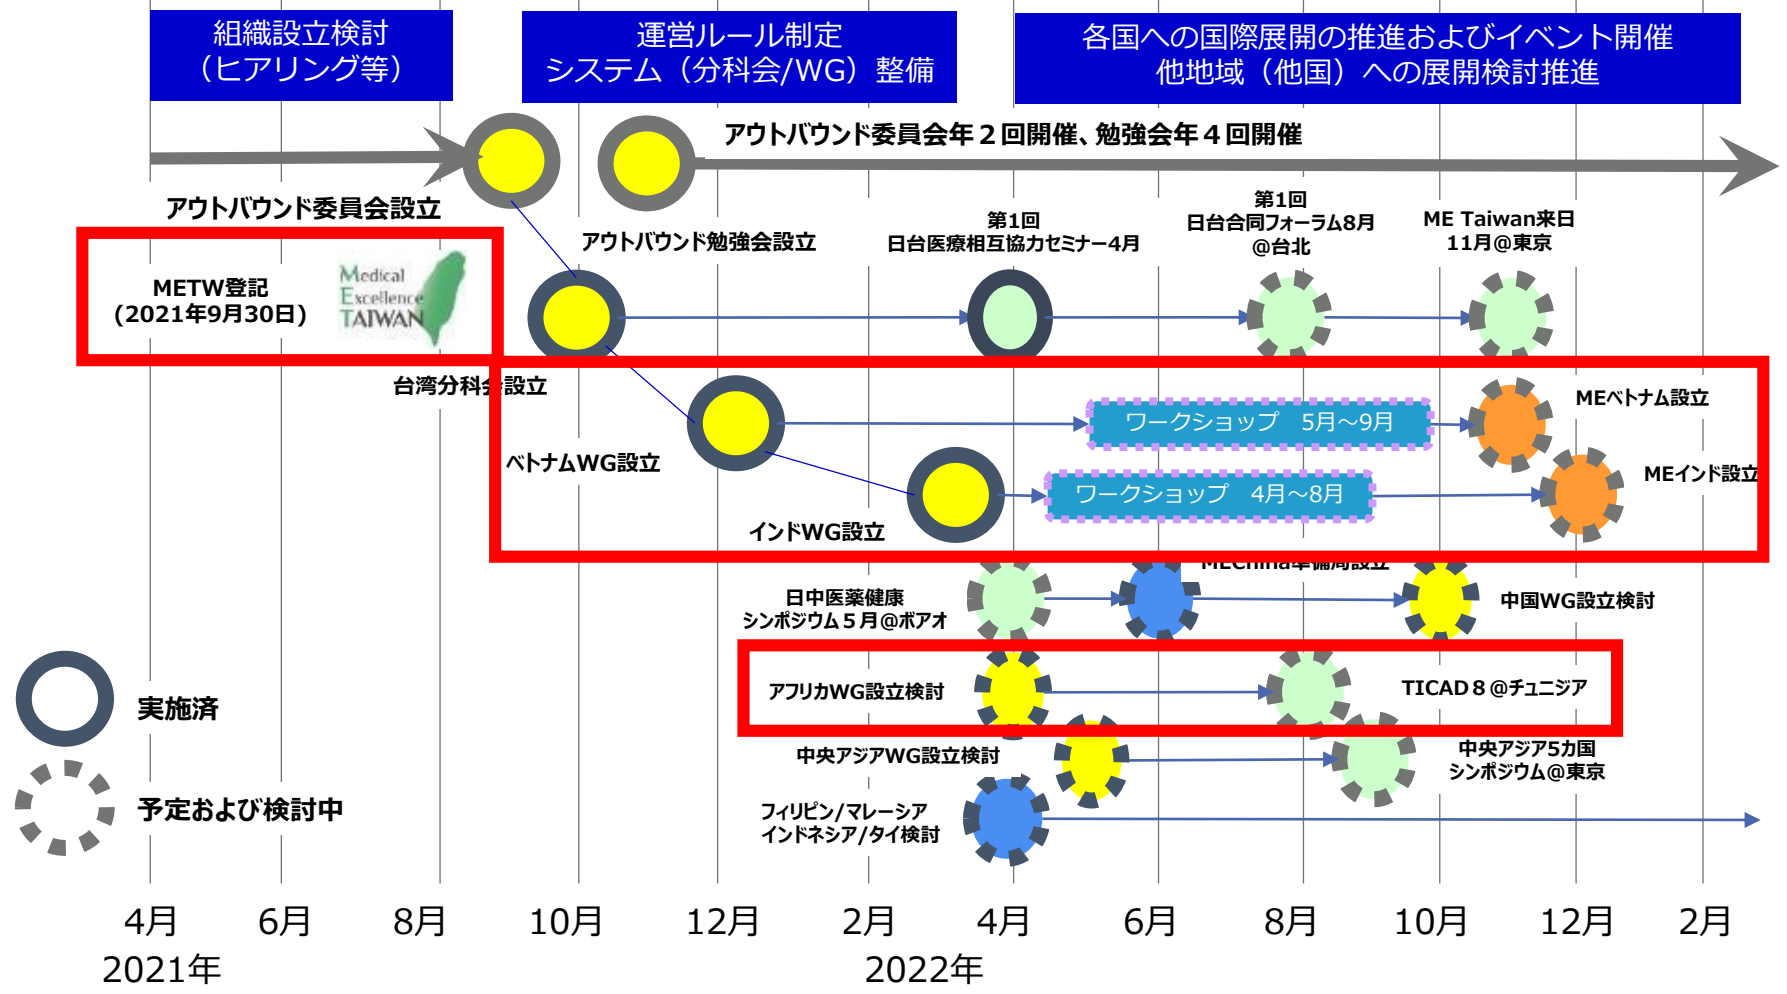 組織設立検討
（ヒアリング等）
運営ルール制定
システム（分科会/WG）整備
各国への国際展開の推進およびイベント開催
他地域（他国）への展開検討推進
アウトバウンド委員会年２回開催、勉強会年４回開催
アウトバウンド委員会設立
アウトバウンド勉強会設立
第1回
日台医療相互協力セミナー4月
第1回
日台合同フォーラム8月
@台北
ME Taiwan来日
11月@東京
METW登記
(2021年9月30日)
Medical
Excellence
TAIWAN
台湾分科会設立
ベトナムWG設立
ワークショップ　5月～9月
MEベトナム設立
インドWG設立
ワークショップ　4月～8月
MEインド設立
MEChina準備局設立
日中医薬健康
シンポジウム５月@ボアオ
中国WG設立検討
アフリカWG設立検討
TICAD８@チュニジア
中央アジアWG設立検討
中央アジア5カ国
シンポジウム@東京
フィリピン/マレーシア
インドネシア/タイ検討
実施済
予定および検討中
4月
6月
8月
10月
12月
2月
4月
6月
8月
10月
12月
2月
2021年
2022年